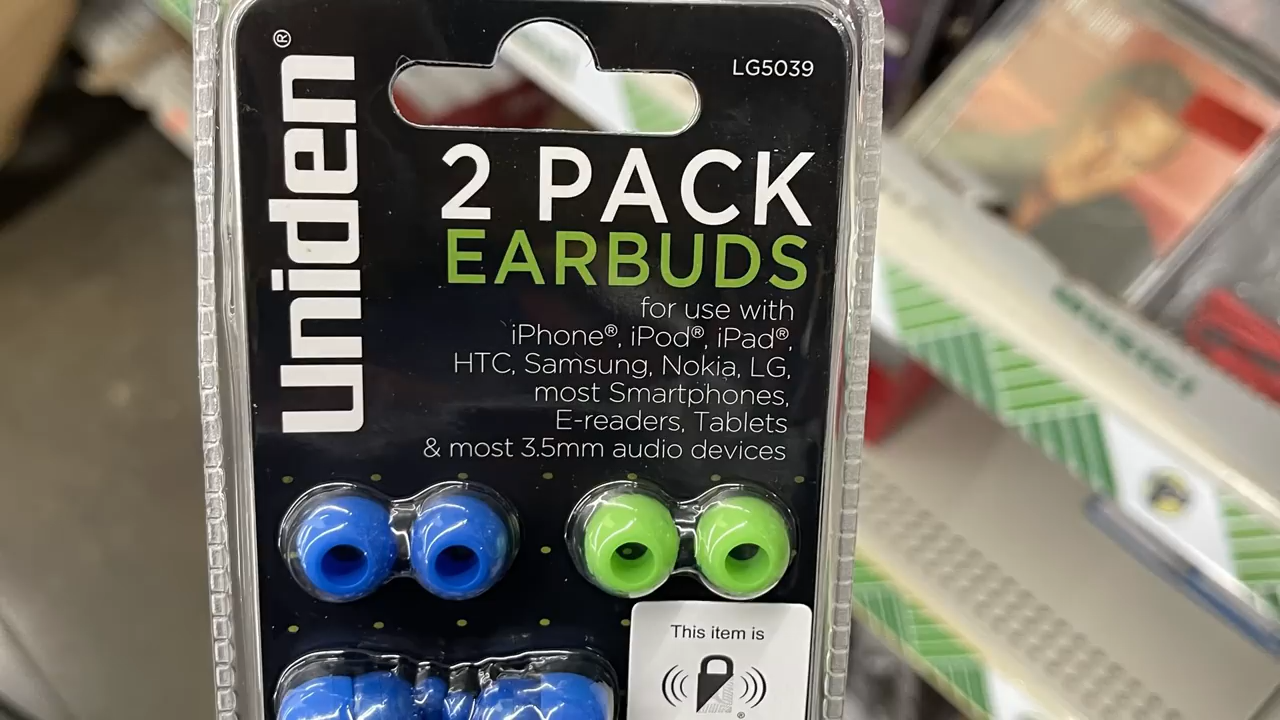 uniden®
LG5039
2 PACK
EARBUDS
for use with
iPhone®, iPod®, iPad®,
HTC, Samsung, Nokia, LG,
most Smartphones,
E-readers, Tablets
& most 3.5mm audio devices
This item is